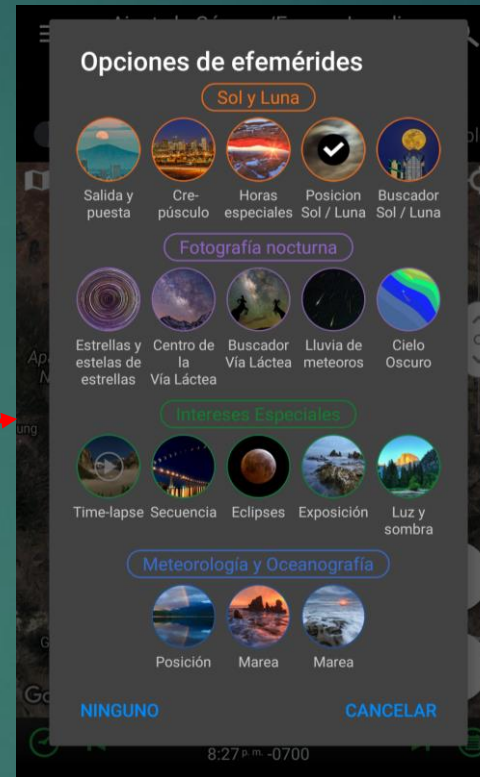 Opciones de efemérides
Sol y Luna
Salida y puesta
Cre-púsculo
Horas especiales
Posicion Sol / Luna
Buscador Sol / Luna
Fotografía nocturna
Estrellas y estelas de estrellas
Centro de la Vía Láctea
Buscador Vía Láctea
Lluvia de meteoros
Cielo Oscuro
Intereses Especiales
Time-lapse
Secuencia
Eclipses
Exposición
Luz y sombra
Meteorología y Oceanografía
Posición
Marea
Marea
NINGUNO
CANCELAR
8:27 p. m. -0700